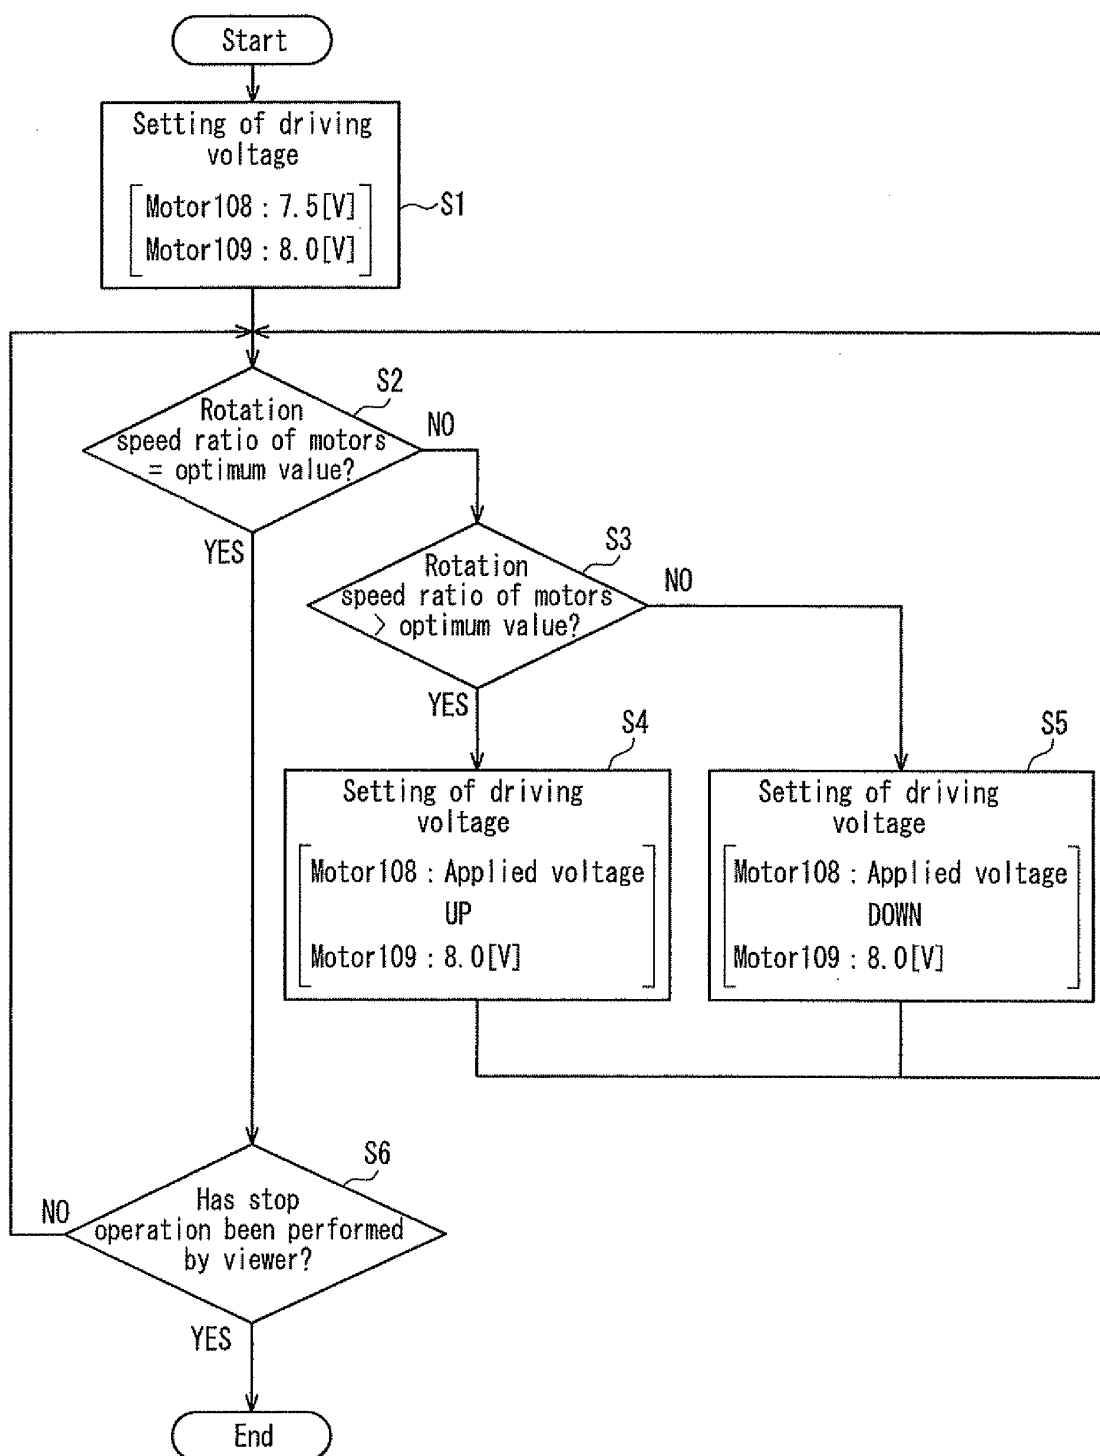 Start
Setting of driving
voltage
Motor108 : 7.5[V]
Motor109 : 8.0[V]
S1
S2
Rotation
speed ratio of motors
= optimum value?
NO
YES
S3
Rotation
speed ratio of motors
> optimum value?
NO
YES
S4
Setting of driving
voltage
Motor108 : Applied voltage
UP
Motor109 : 8.0[V]
S5
Setting of driving
voltage
Motor108 : Applied voltage
DOWN
Motor109 : 8.0[V]
S6
Has stop
operation been performed
by viewer?
NO
YES
End